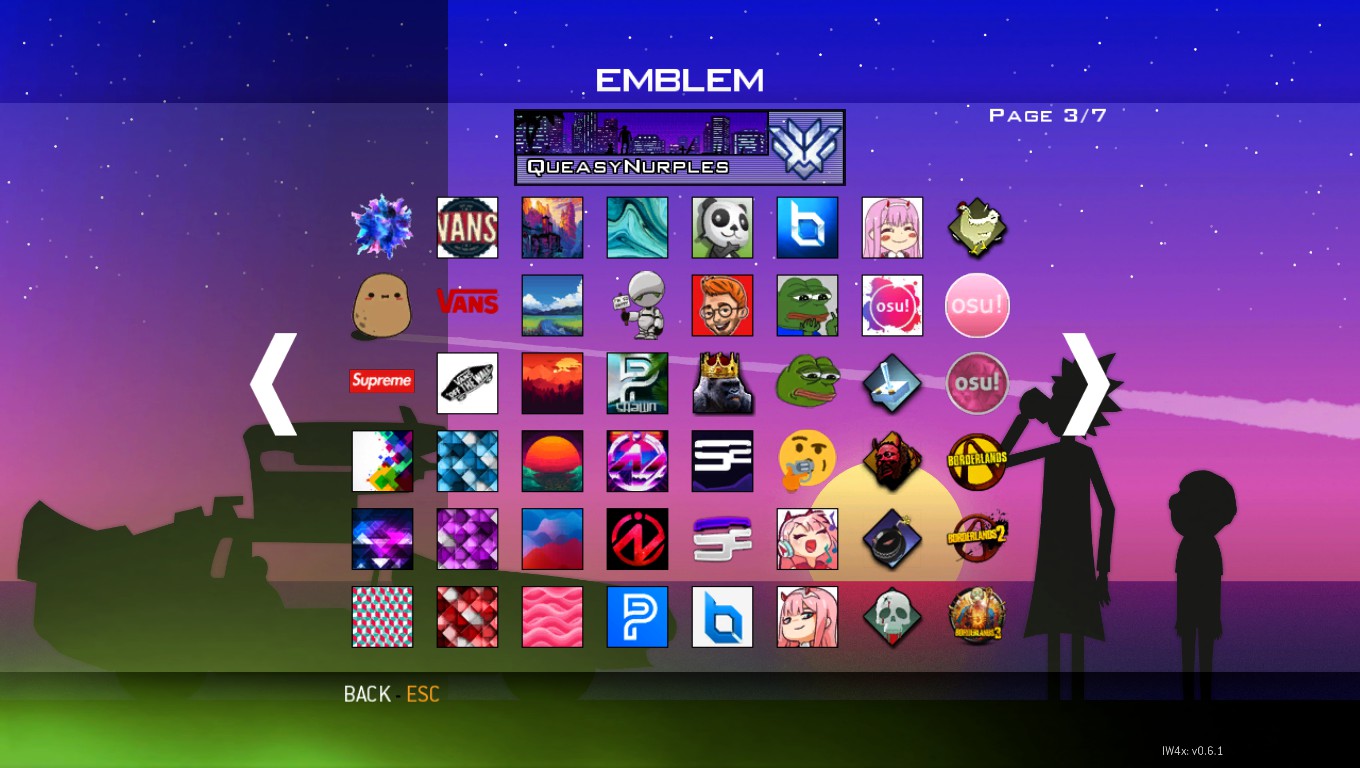 EMBLEM
PAGE 3/7
QUEASYNURPLES
VANS
VANS
osu!
osu!
Supreme
VANS
OFF THE WALL
osu!
BORDERLANDS
BORDERLANDS 2
BORDERLANDS 3
BACK - ESC
IW4x: v0.6.1